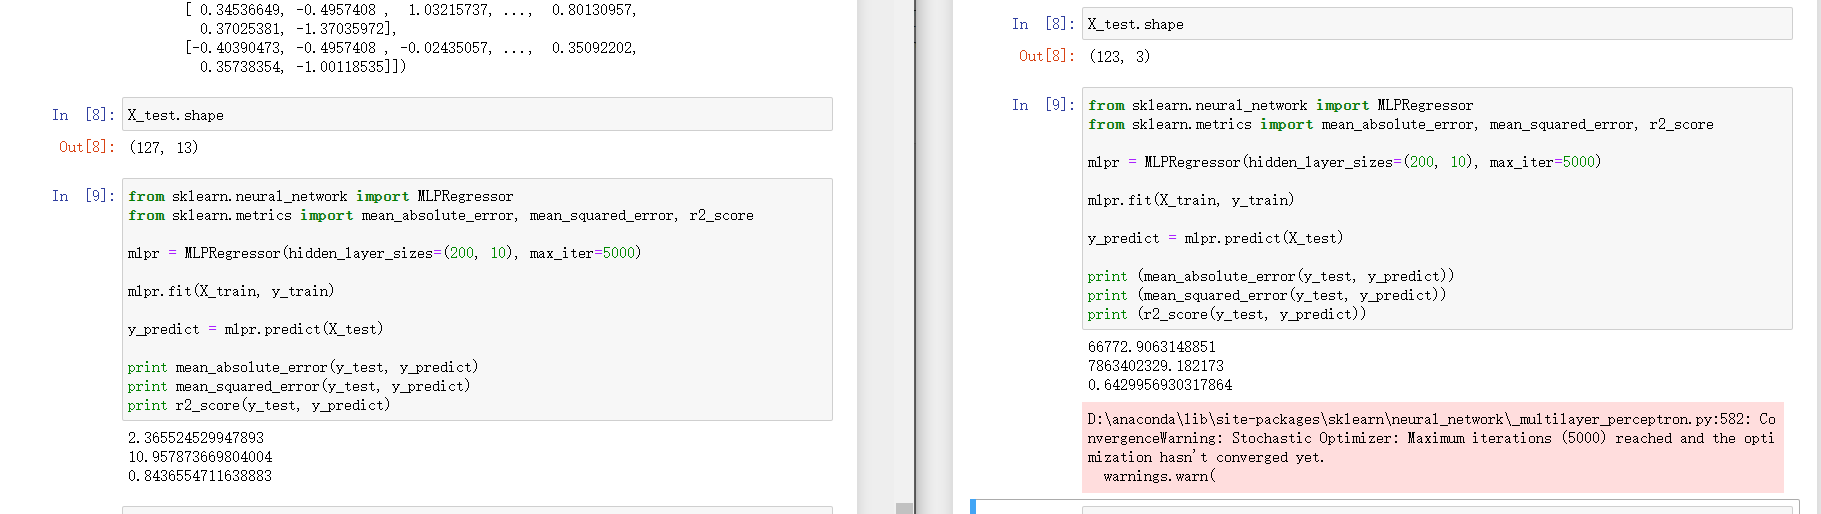 [ 0.34536649, -0.4957408 , 1.03215737, ..., 0.80130957,
0.37025381, -1.37035972],
[-0.40390473, -0.4957408 , -0.02435057, ..., 0.35092202,
0.35738354, -1.00118535]])
In [8]: X_test.shape
Out[8]: (127, 13)
In [9]: from sklearn.neural_network import MLPRegressor
from sklearn.metrics import mean_absolute_error, mean_squared_error, r2_score
mlpr = MLPRegressor(hidden_layer_sizes=(200, 10), max_iter=5000)
mlpr.fit(X_train, y_train)
y_predict = mlpr.predict(X_test)
print mean_absolute_error(y_test, y_predict)
print mean_squared_error(y_test, y_predict)
print r2_score(y_test, y_predict)
2.365524529947893
10.957873669804004
0.8436554711638883
In [8]: X_test.shape
Out[8]: (123, 3)
In [9]: from sklearn.neural_network import MLPRegressor
from sklearn.metrics import mean_absolute_error, mean_squared_error, r2_score
mlpr = MLPRegressor(hidden_layer_sizes=(200, 10), max_iter=5000)
mlpr.fit(X_train, y_train)
y_predict = mlpr.predict(X_test)
print (mean_absolute_error(y_test, y_predict))
print (mean_squared_error(y_test, y_predict))
print (r2_score(y_test, y_predict))
66772.9063148851
7863402329.182173
0.6429956930317864
D:\anaconda\lib\site-packages\sklearn\neural_network\_multilayer_perceptron.py:582: Co
nvergenceWarning: Stochastic Optimizer: Maximum iterations (5000) reached and the opti
mization hasn't converged yet.
warnings.warn(